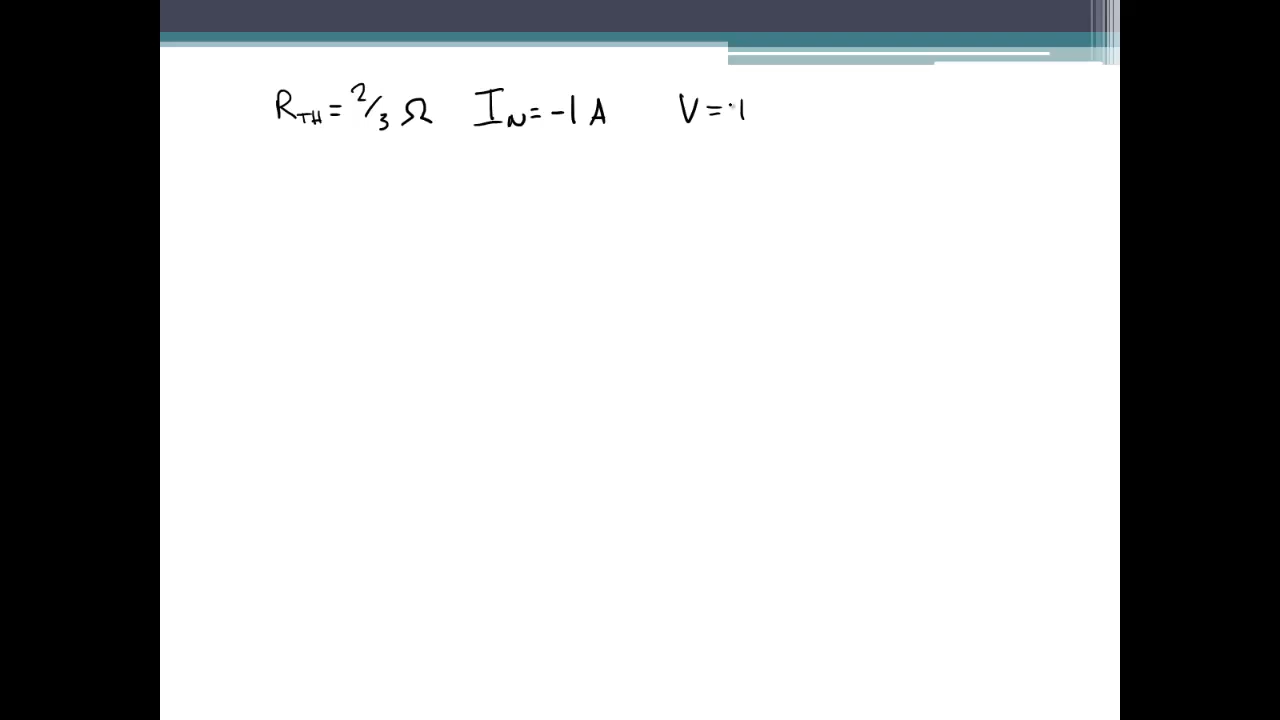 R_TH = 2/3 Ω I_N = -1 A V = ·1